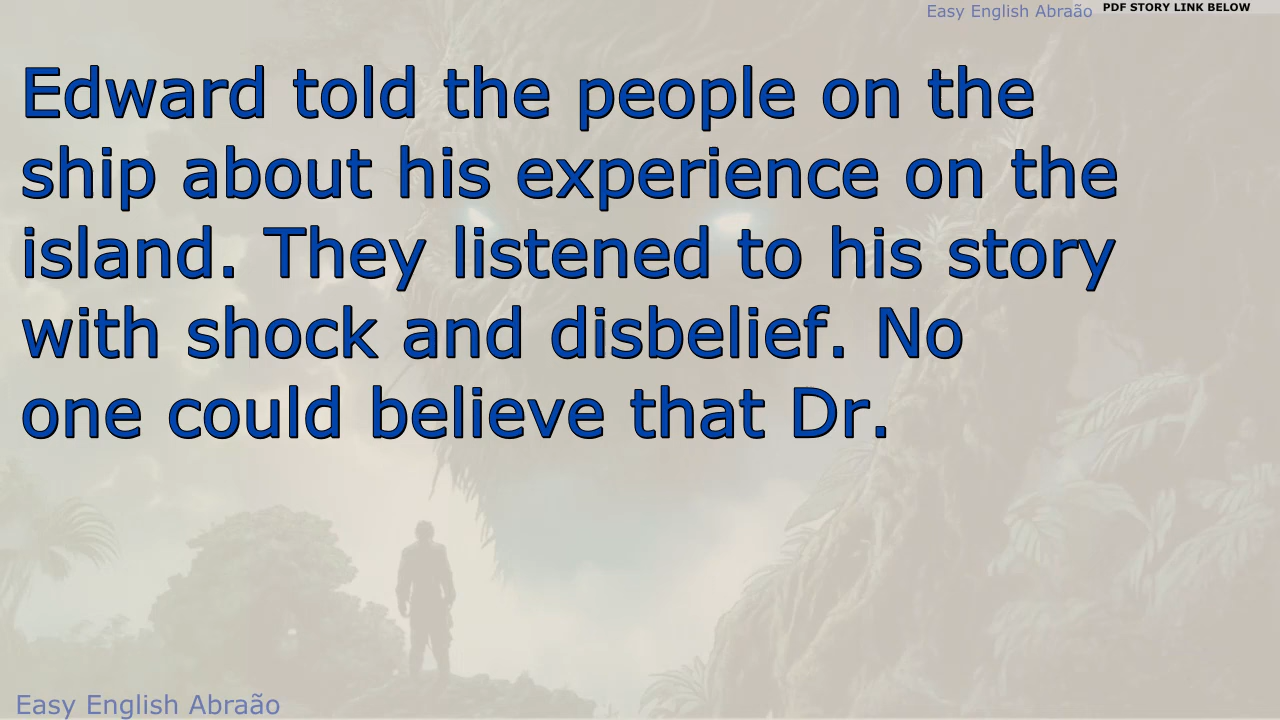 Easy English Abraão PDF STORY LINK BELOW
Edward told the people on the
ship about his experience on the
island. They listened to his story
with shock and disbelief. No
one could believe that Dr.
Easy English Abraão